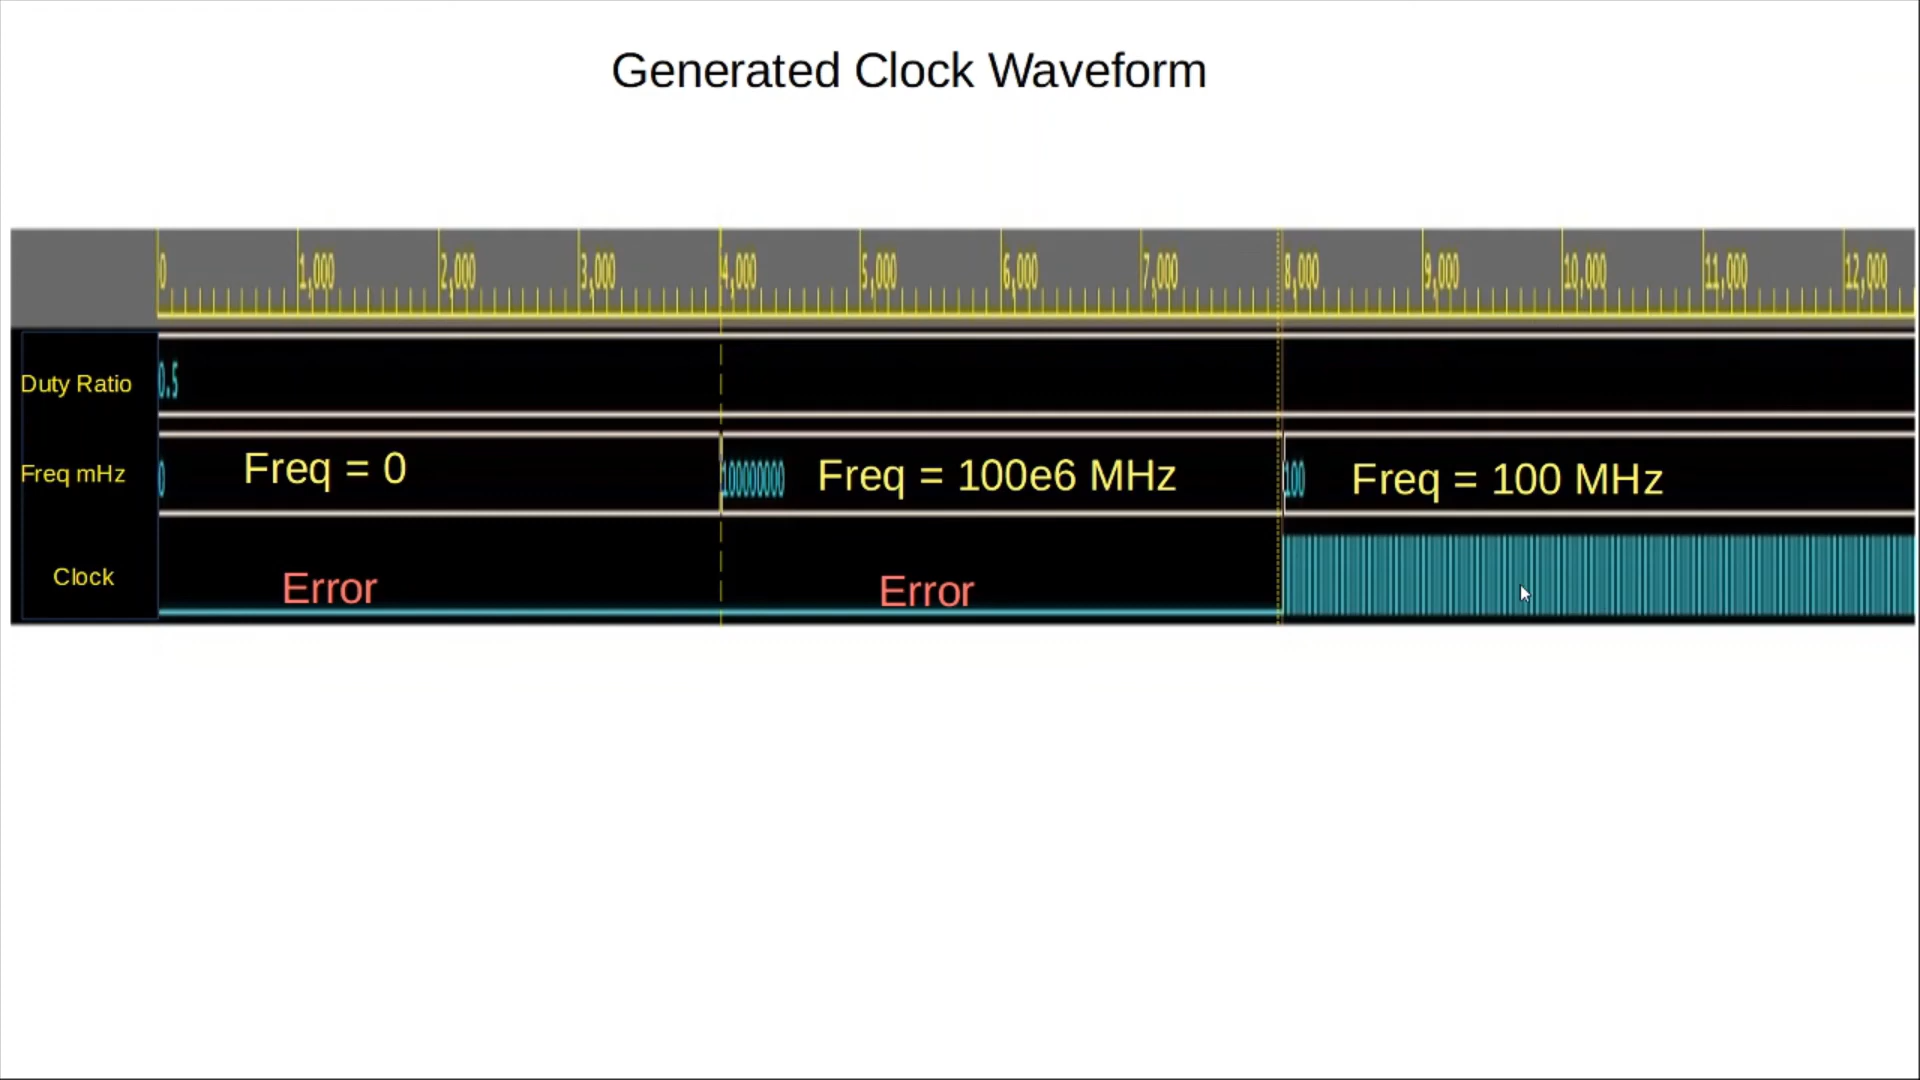 Generated Clock Waveform
0 1,000 2,000 3,000 4,000 5,000 6,000 7,000 8,000 9,000 10,000 11,000 12,000
Duty Ratio 0.5
Freq mHz 0 Freq = 0 100000000 Freq = 100e6 MHz 100 Freq = 100 MHz
Clock Error Error